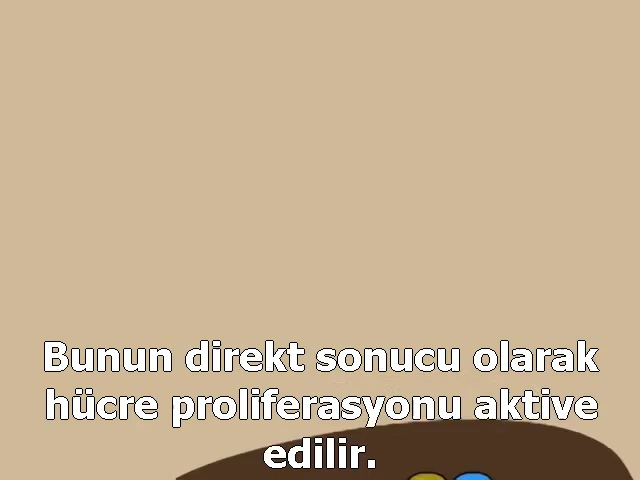 Bunun direkt sonucu olarak
hücre proliferasyonu aktive
edilir.